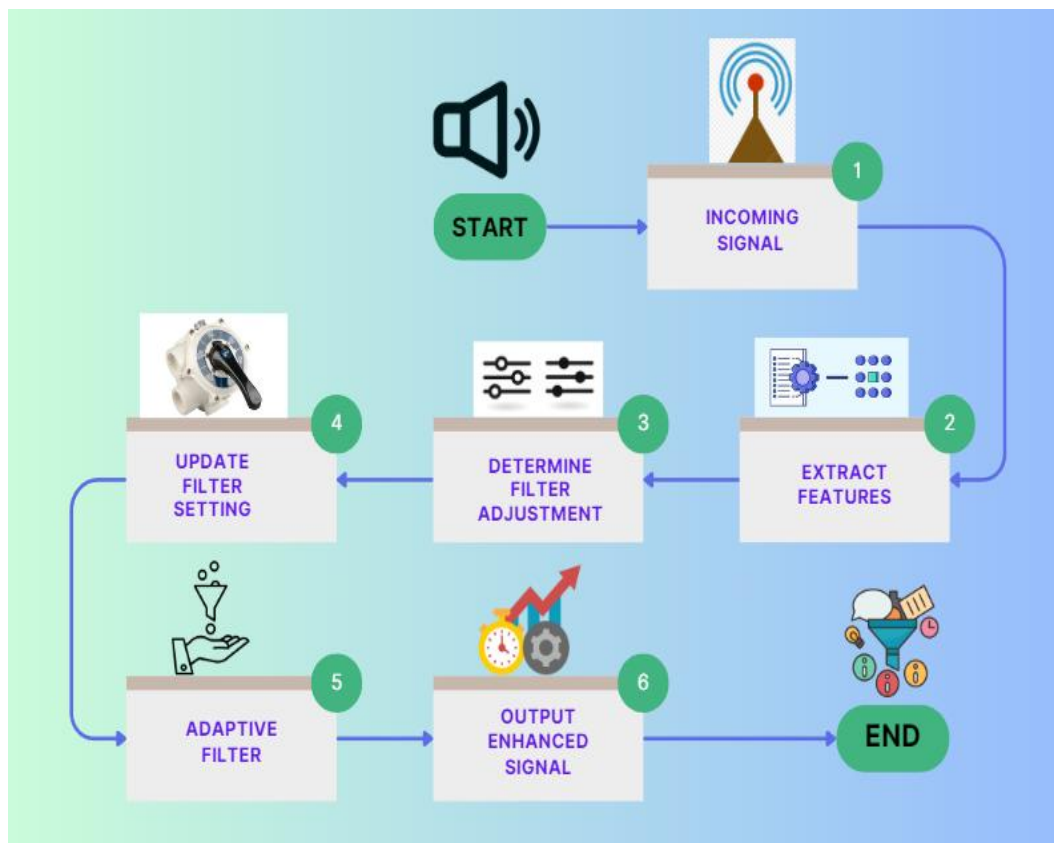 START
1
INCOMING
SIGNAL
2
EXTRACT
FEATURES
3
DETERMINE
FILTER
ADJUSTMENT
4
UPDATE
FILTER
SETTING
5
ADAPTIVE
FILTER
6
OUTPUT
ENHANCED
SIGNAL
END